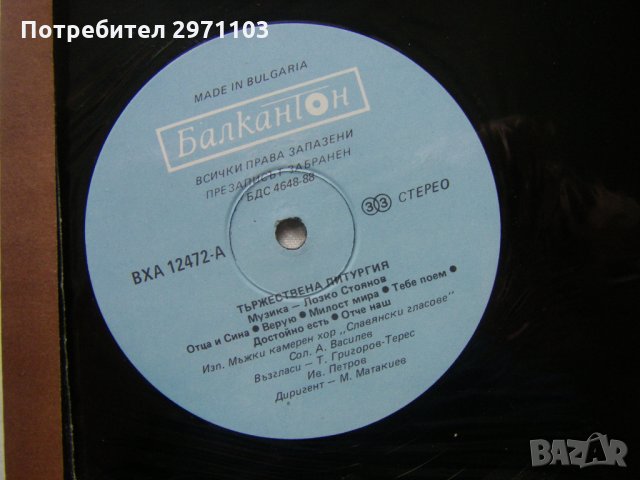 Потребител 2971103
MADE IN BULGARIA
БАЛКАНТОН
ВСИЧКИ ПРАВА ЗАПАЗЕНИ
ПРЕЗАПИСЪТ ЗАБРАНЕН
БДС 4648-88
ВХА 12472-А
33 СТЕРЕО
ТЪРЖЕСТВЕНА ЛИТУРГИЯ
Музика — Лозко Стоянов
Отца и Сина ● Верую ● Милост мира ● Тебе поем ●
Достойно есть ● Отче наш
Изп. Мъжки камерен хор „Славянски гласове"
Сол. А. Василев
Възгласи — Т. Григоров-Терес
Ив. Петров
Диригент — М. Матакиев
BAZAR